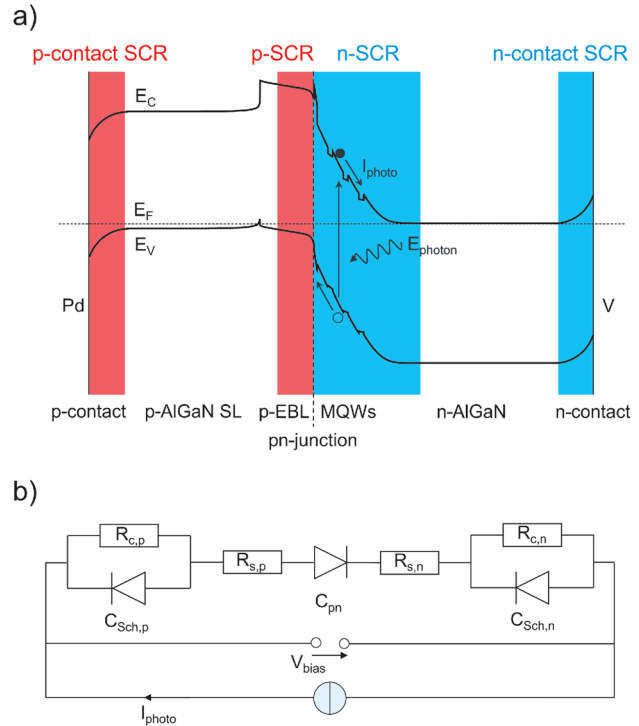 a)
p-contact SCR p-SCR n-SCR n-contact SCR
E_C
I_photo
E_F
E_V
E_photon
Pd V
p-contact p-AlGaN SL p-EBL MQWs n-AlGaN n-contact
pn-junction
b)
R_c,p R_c,n
R_s,p R_s,n
C_Sch,p C_pn C_Sch,n
V_bias
I_photo